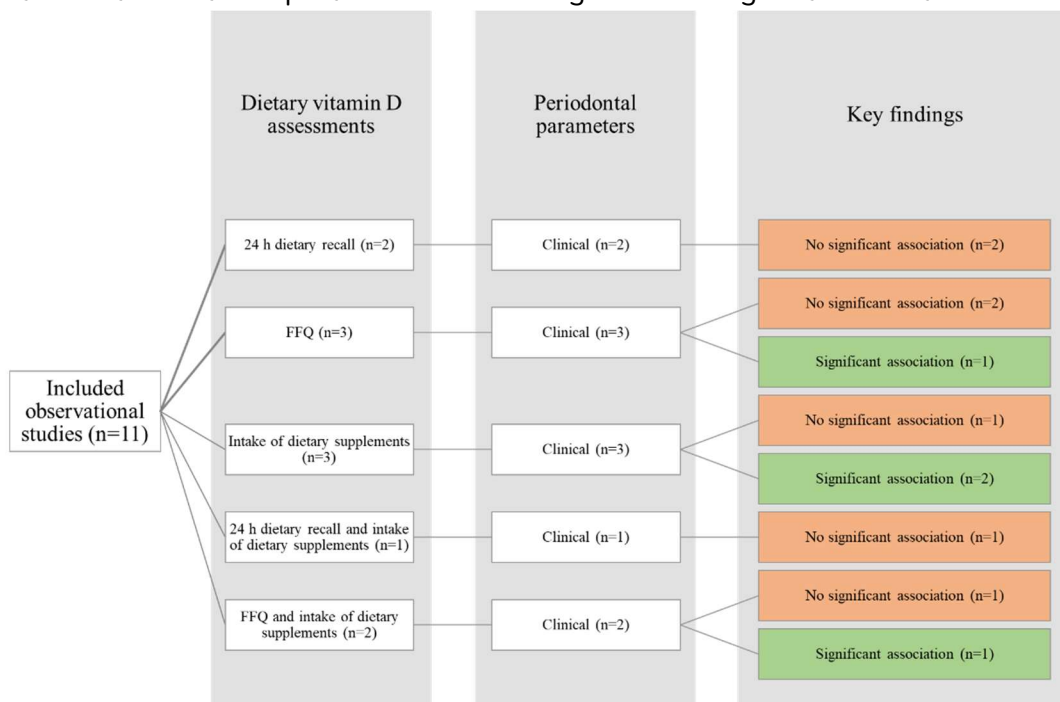 Dietary vitamin D
assessments
Periodontal
parameters
Key findings
Included
observational
studies (n=11)
24 h dietary recall (n=2)
Clinical (n=2)
No significant association (n=2)
FFQ (n=3)
Clinical (n=3)
No significant association (n=2)
Significant association (n=1)
Intake of dietary supplements
(n=3)
Clinical (n=3)
No significant association (n=1)
Significant association (n=2)
24 h dietary recall and intake
of dietary supplements (n=1)
Clinical (n=1)
No significant association (n=1)
FFQ and intake of dietary
supplements (n=2)
Clinical (n=2)
No significant association (n=1)
Significant association (n=1)